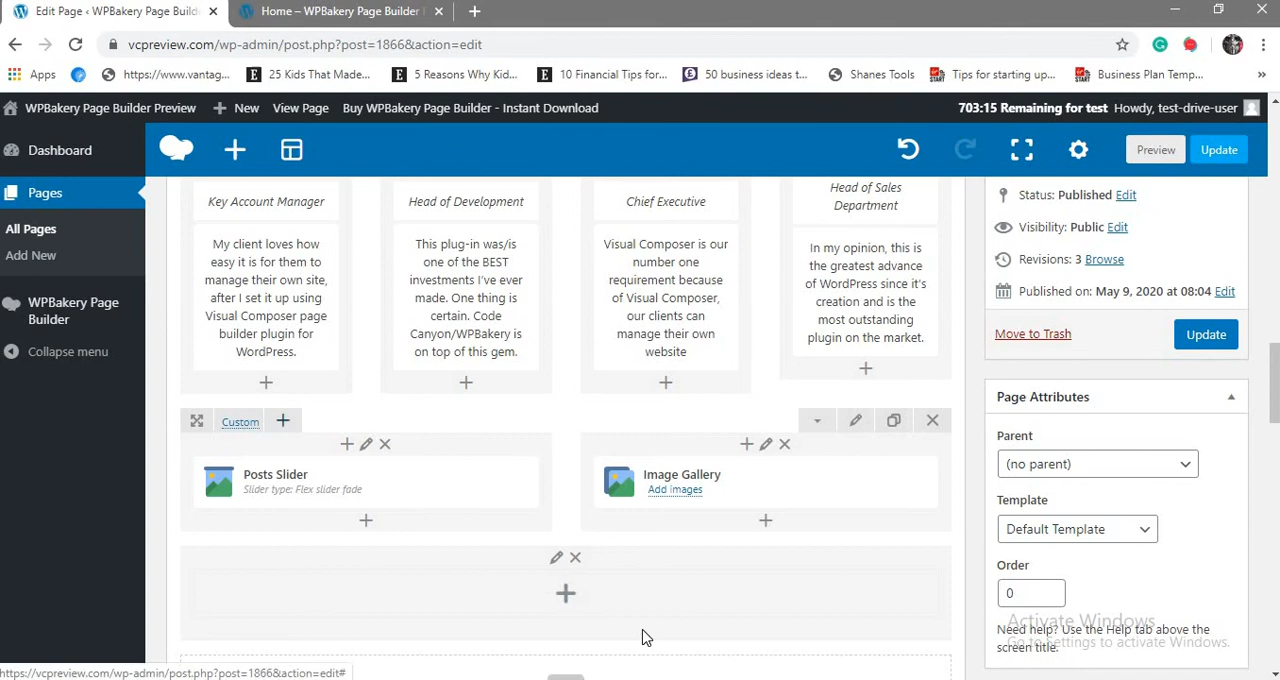 Edit Page ‹ WPBakery Page Build
Home – WPBakery Page Builder
vcpreview.com/wp-admin/post.php?post=1866&action=edit
Apps
https://www.vantag...
25 Kids That Made...
5 Reasons Why Kid...
10 Financial Tips for...
50 business ideas t...
Shanes Tools
Tips for starting up...
Business Plan Temp...
WPBakery Page Builder Preview
New
View Page
Buy WPBakery Page Builder - Instant Download
703:15 Remaining for test
Howdy, test-drive-user
Dashboard
Pages
All Pages
Add New
WPBakery Page
Builder
Collapse menu
Preview
Update
Key Account Manager
My client loves how
easy it is for them to
manage their own site,
after I set it up using
Visual Composer page
builder plugin for
WordPress.
Head of Development
This plug-in was/is
one of the BEST
investments I've ever
made. One thing is
certain. Code
Canyon/WPBakery is
on top of this gem.
Chief Executive
Visual Composer is our
number one
requirement because
of Visual Composer,
our clients can
manage their own
website
Head of Sales
Department
In my opinion, this is
the greatest advance
of WordPress since it's
creation and is the
most outstanding
plugin on the market.
Custom
Posts Slider
Slider type: Flex slider fade
Image Gallery
Add images
Status: Published Edit
Visibility: Public Edit
Revisions: 3 Browse
Published on: May 9, 2020 at 08:04 Edit
Move to Trash
Update
Page Attributes
Parent
(no parent)
Template
Default Template
Order
0
Activate Windows
Need help? Use the Help tab above the
Go to Settings to activate Windows.
screen title.
https://vcpreview.com/wp-admin/post.php?post=1866&action=edit#